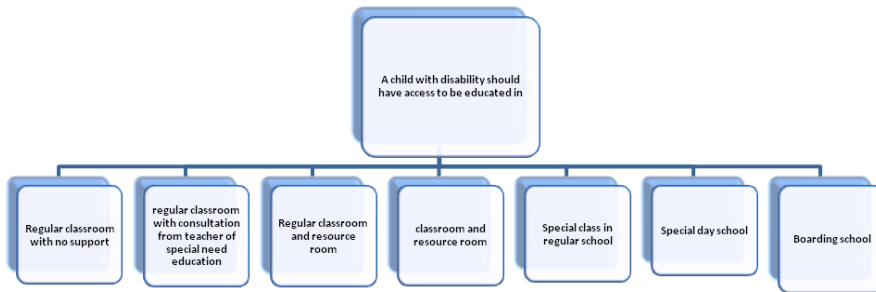 A child with disability should
have access to be educated in
Regular classroom
with no support
regular classroom
with consultation
from teacher of
special need
education
Regular classroom
and resource
room
classroom and
resource room
Special class in
regular school
Special day school
Boarding school